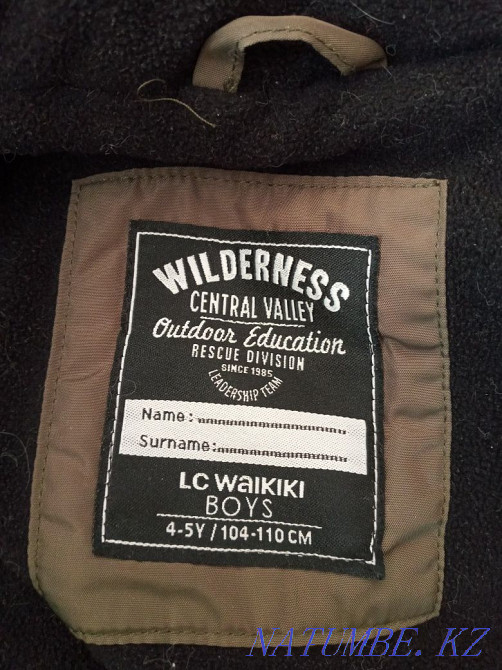 WILDERNESS
CENTRAL VALLEY
Outdoor Education
RESCUE DIVISION
SINCE 1985
LEADERSHIP TEAM
Name:
Surname:
LC WAIKIKI
BOYS
4-5Y / 104-110 CM
NATUMBE.KZ